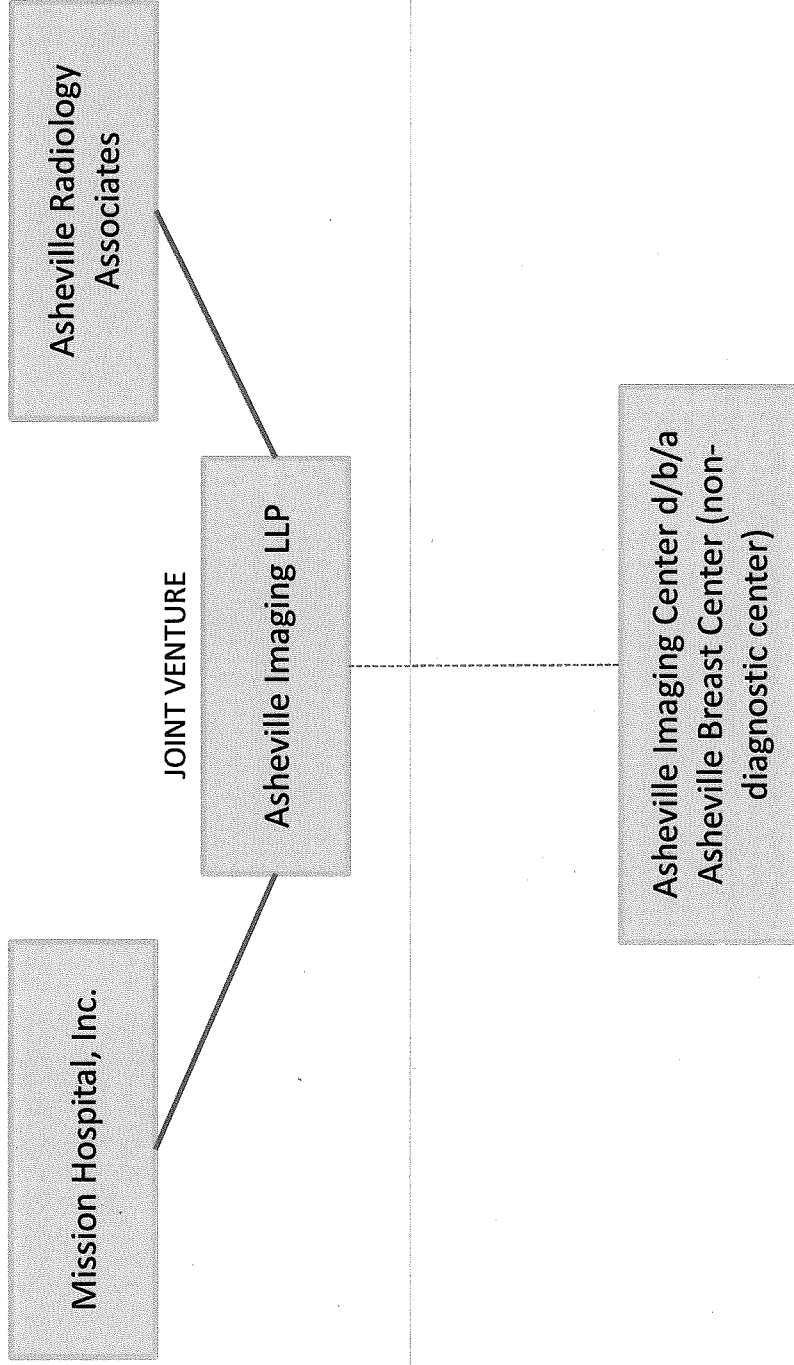 Mission Hospital, Inc.
Asheville Radiology
Associates
JOINT VENTURE
Asheville Imaging LLP
Asheville Imaging Center d/b/a
Asheville Breast Center (non-
diagnostic center)